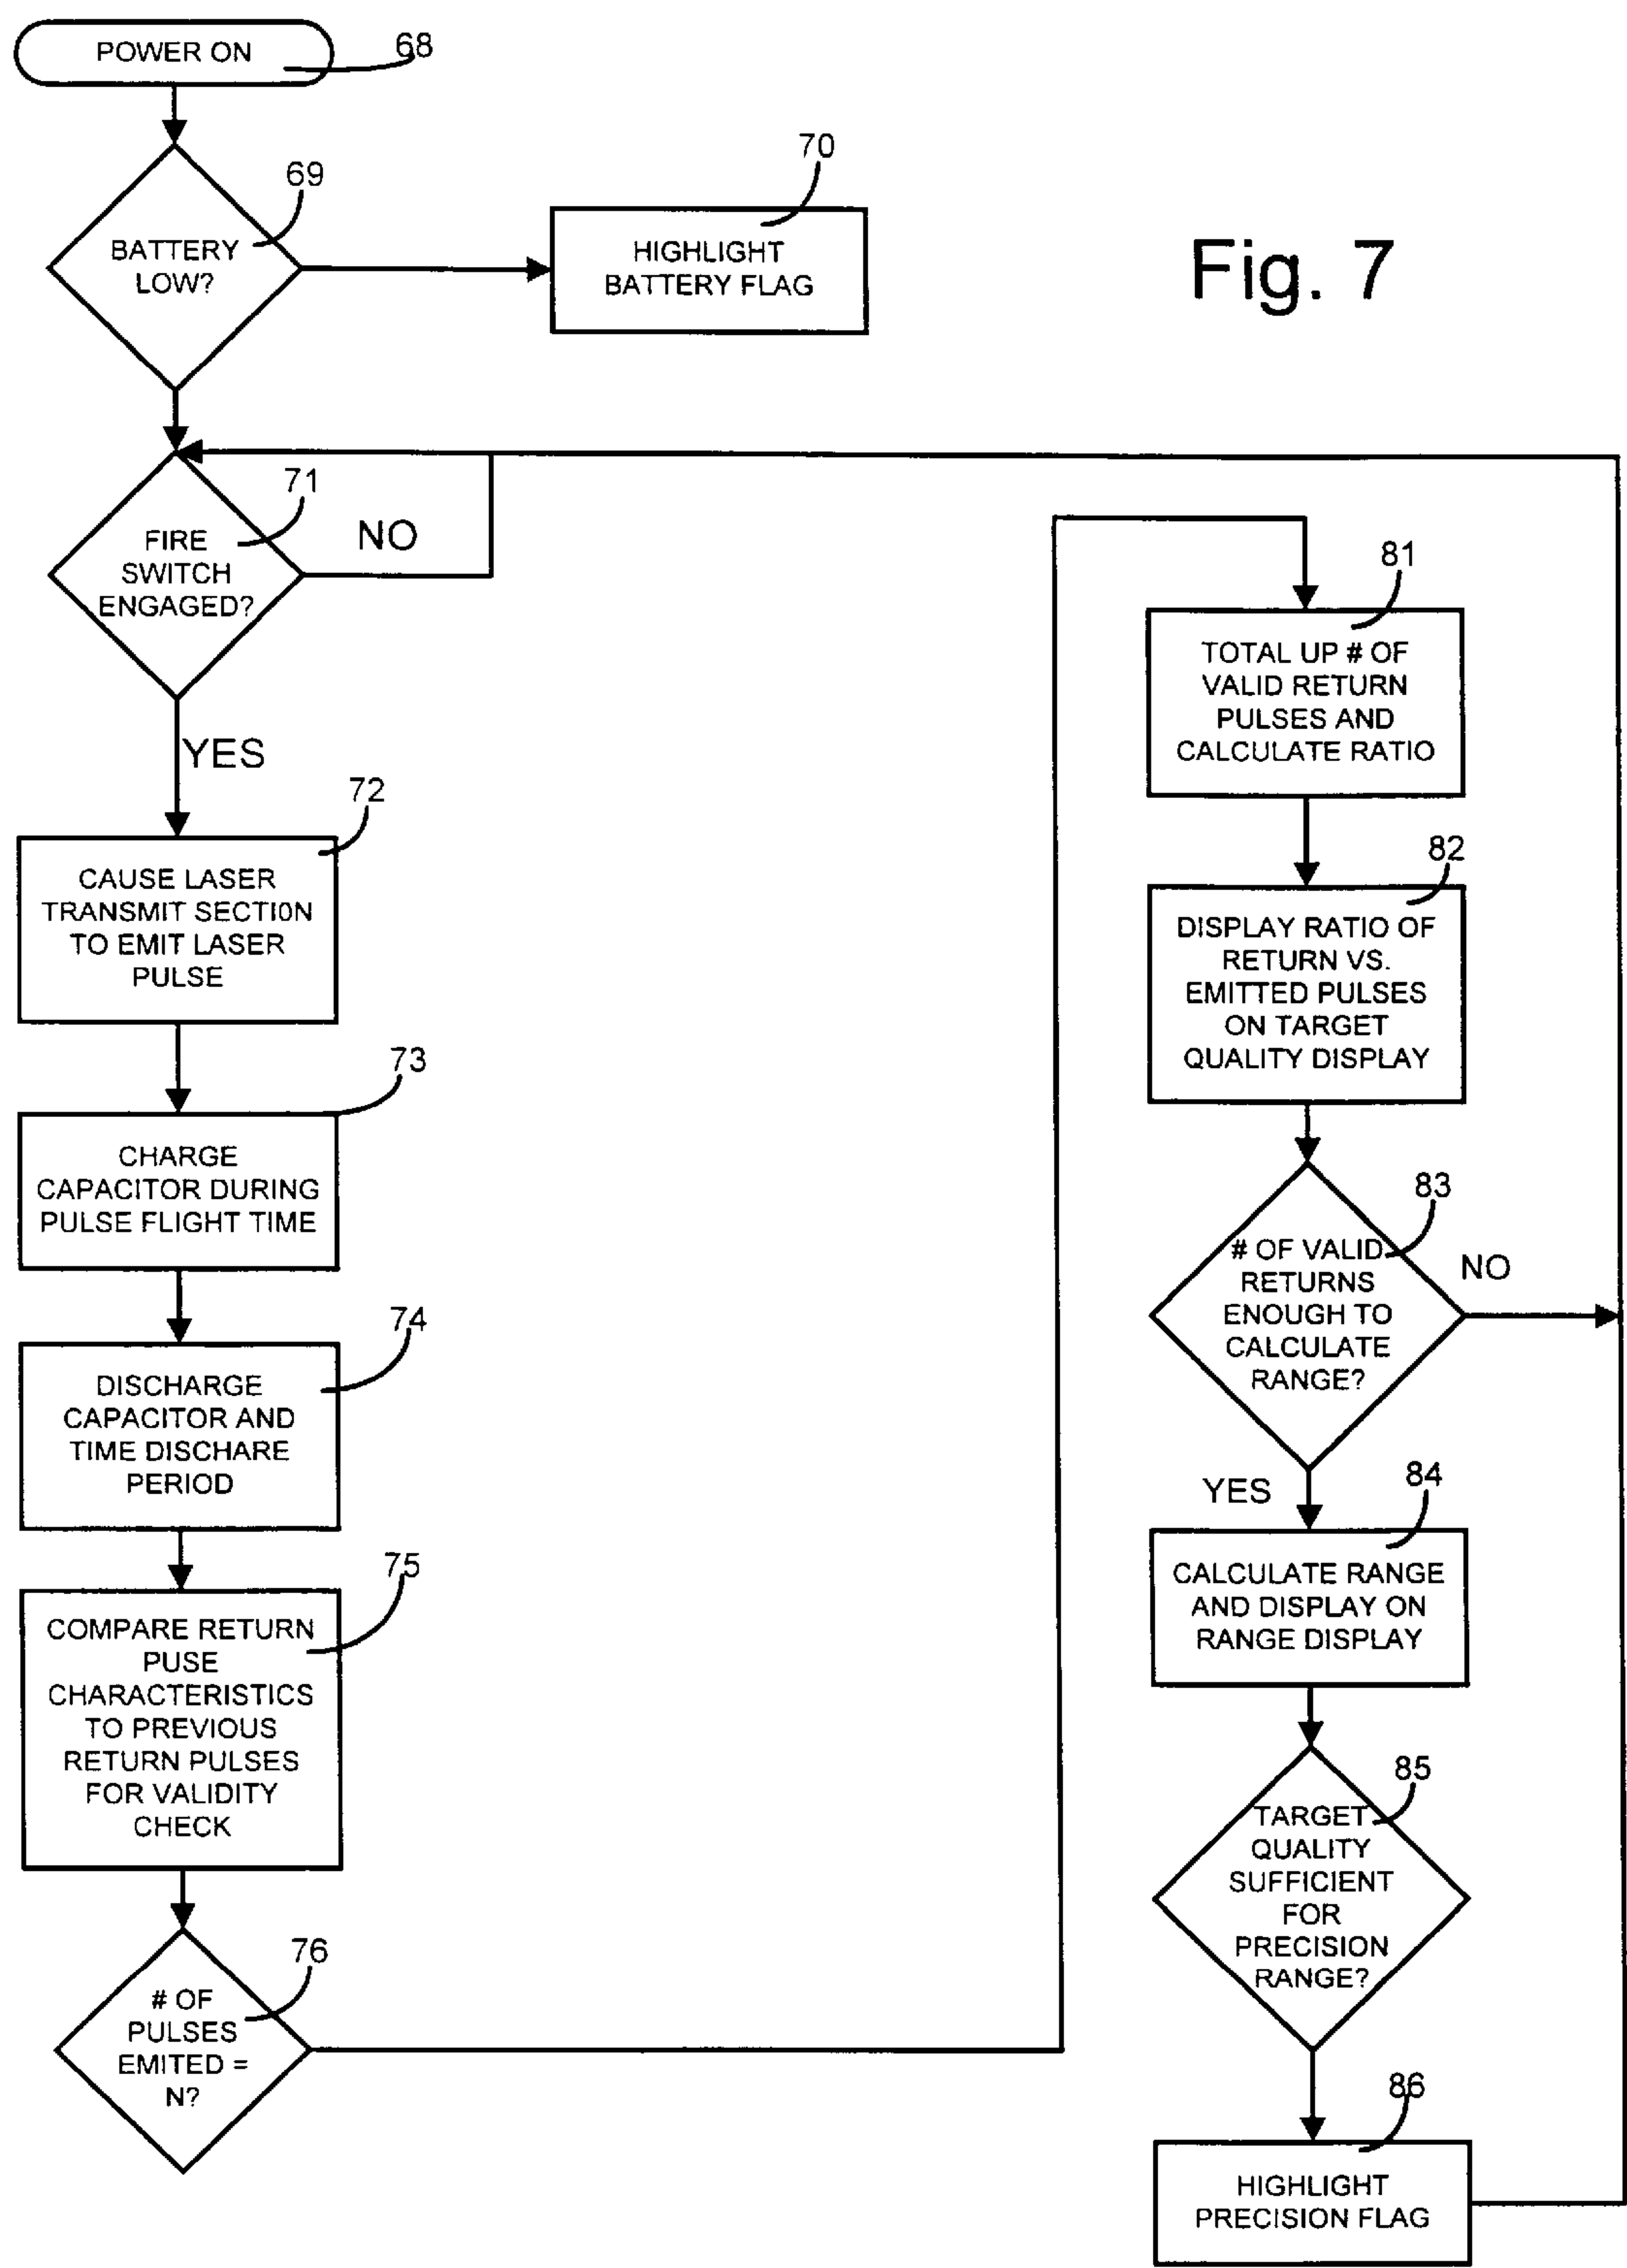 POWER ON
68
69
BATTERY
LOW?
70
HIGHLIGHT
BATTERY FLAG
Fig. 7
71
FIRE
SWITCH
ENGAGED?
NO
YES
72
CAUSE LASER
TRANSMIT SECTION
TO EMIT LASER
PULSE
73
CHARGE
CAPACITOR DURING
PULSE FLIGHT TIME
74
DISCHARGE
CAPACITOR AND
TIME DISCHARE
PERIOD
75
COMPARE RETURN
PUSE
CHARACTERISTICS
TO PREVIOUS
RETURN PULSES
FOR VALIDITY
CHECK
76
# OF
PULSES
EMITED =
N?
81
TOTAL UP # OF
VALID RETURN
PULSES AND
CALCULATE RATIO
82
DISPLAY RATIO OF
RETURN VS.
EMITTED PULSES
ON TARGET
QUALITY DISPLAY
83
# OF VALID
RETURNS
ENOUGH TO
CALCULATE
RANGE?
NO
YES
84
CALCULATE RANGE
AND DISPLAY ON
RANGE DISPLAY
85
TARGET
QUALITY
SUFFICIENT
FOR
PRECISION
RANGE?
86
HIGHLIGHT
PRECISION FLAG